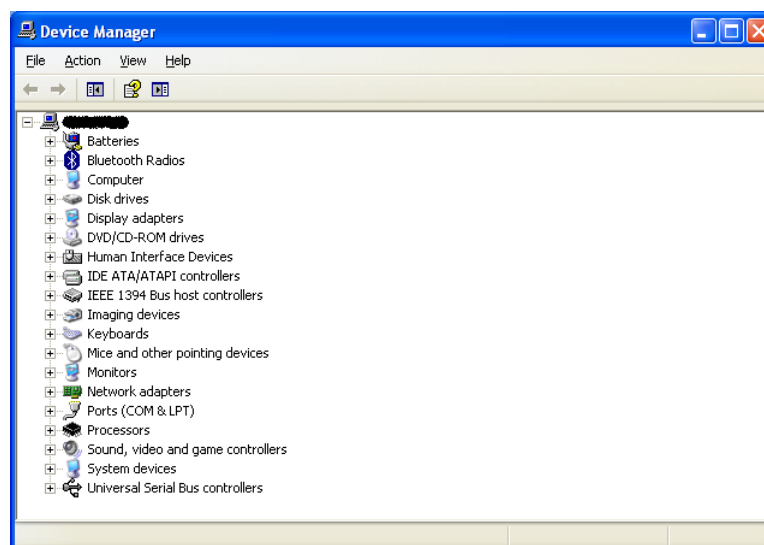 Device Manager
File Action View Help
Batteries
Bluetooth Radios
Computer
Disk drives
Display adapters
DVD/CD-ROM drives
Human Interface Devices
IDE ATA/ATAPI controllers
IEEE 1394 Bus host controllers
Imaging devices
Keyboards
Mice and other pointing devices
Monitors
Network adapters
Ports (COM & LPT)
Processors
Sound, video and game controllers
System devices
Universal Serial Bus controllers